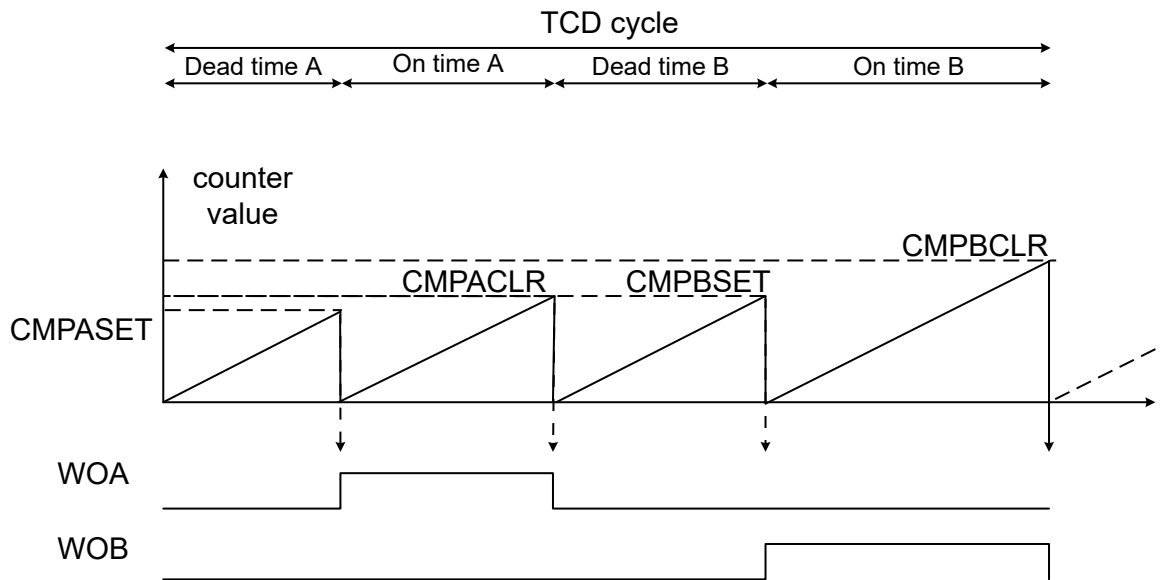 TCD cycle
Dead time A
On time A
Dead time B
On time B
counter
value
CMPBCLR
CMPACLR
CMPBSET
CMPASET
WOA
WOB